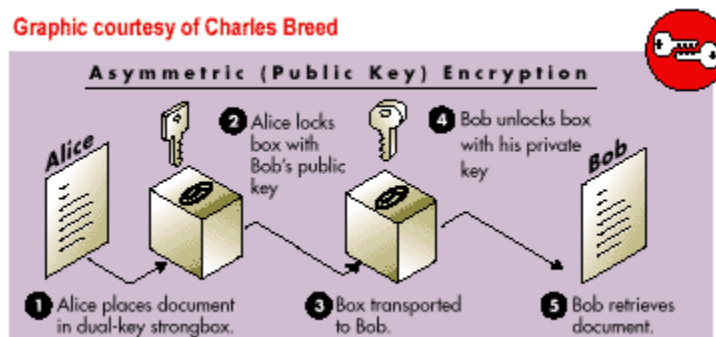 Graphic courtesy of Charles Breed
Asymmetric (Public Key) Encryption
Alice
2 Alice locks
box with
Bob's public
key
4 Bob unlocks box
with his private
key
Bob
1 Alice places document
in dual-key strongbox.
3 Box transported
to Bob.
5 Bob retrieves
document.